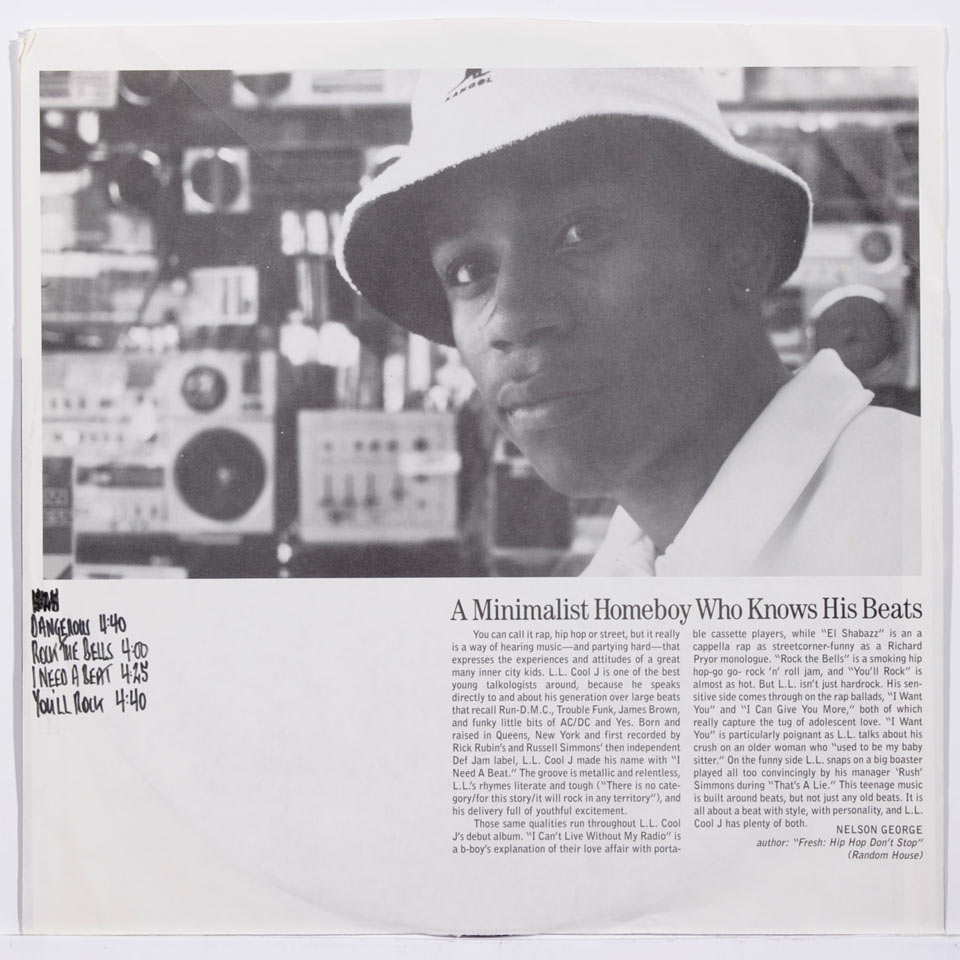 KANGOL
DANGEROUS 4:40
ROCK THE BELLS 4:00
I NEED A BEAT 4:25
YOU'LL ROCK 4:40
A Minimalist Homeboy Who Knows His Beats
You can call it rap, hip hop or street, but it really
is a way of hearing music—and partying hard—that
expresses the experiences and attitudes of a great
many inner city kids. L.L. Cool J is one of the best
young talkologists around, because he speaks
directly to and about his generation over large beats
that recall Run-D.M.C., Trouble Funk, James Brown,
and funky little bits of AC/DC and Yes. Born and
raised in Queens, New York and first recorded by
Rick Rubin's and Russell Simmons' then independent
Def Jam label, L.L. Cool J made his name with "I
Need A Beat." The groove is metallic and relentless,
L.L.'s rhymes literate and tough ("There is no cate-
gory/for this story/it will rock in any territory"), and
his delivery full of youthful excitement.
Those same qualities run throughout L.L. Cool
J's debut album. "I Can't Live Without My Radio" is
a b-boy's explanation of their love affair with porta-
ble cassette players, while "El Shabazz" is an a
cappella rap as streetcorner-funny as a Richard
Pryor monologue. "Rock the Bells" is a smoking hip
hop-go go- rock 'n' roll jam, and "You'll Rock" is
almost as hot. But L.L. isn't just hardrock. His sen-
sitive side comes through on the rap ballads, "I Want
You" and "I Can Give You More," both of which
really capture the tug of adolescent love. "I Want
You" is particularly poignant as L.L. talks about his
crush on an older woman who "used to be my baby
sitter." On the funny side L.L. snaps on a big boaster
played all too convincingly by his manager 'Rush'
Simmons during "That's A Lie." This teenage music
is built around beats, but not just any old beats. It is
all about a beat with style, with personality, and L.L.
Cool J has plenty of both.
NELSON GEORGE
author: "Fresh: Hip Hop Don't Stop"
(Random House)